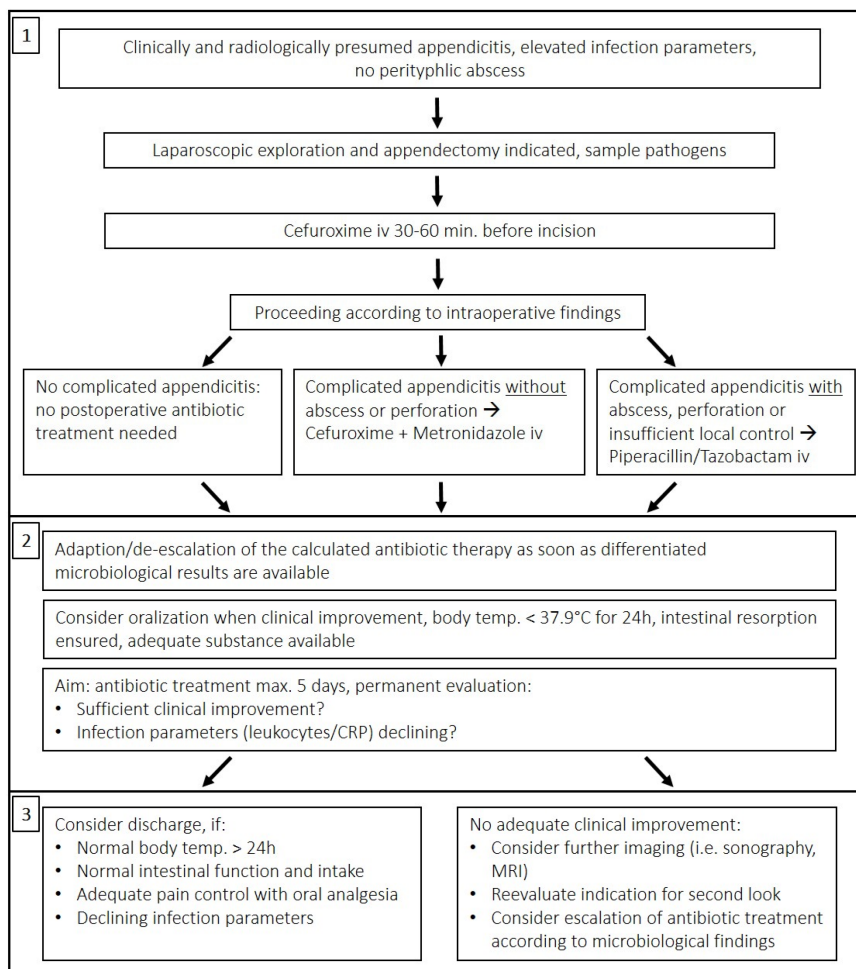 1
Clinically and radiologically presumed appendicitis, elevated infection parameters,
no perityphlic abscess
Laparoscopic exploration and appendectomy indicated, sample pathogens
Cefuroxime iv 30-60 min. before incision
Proceeding according to intraoperative findings
No complicated appendicitis:
no postoperative antibiotic
treatment needed
Complicated appendicitis without
abscess or perforation →
Cefuroxime + Metronidazole iv
Complicated appendicitis with
abscess, perforation or
insufficient local control →
Piperacillin/Tazobactam iv
2
Adaption/de-escalation of the calculated antibiotic therapy as soon as differentiated
microbiological results are available
Consider oralization when clinical improvement, body temp. < 37.9°C for 24h, intestinal resorption
ensured, adequate substance available
Aim: antibiotic treatment max. 5 days, permanent evaluation:
• Sufficient clinical improvement?
• Infection parameters (leukocytes/CRP) declining?
3
Consider discharge, if:
• Normal body temp. > 24h
• Normal intestinal function and intake
• Adequate pain control with oral analgesia
• Declining infection parameters
No adequate clinical improvement:
• Consider further imaging (i.e. sonography,
MRI)
• Reevaluate indication for second look
• Consider escalation of antibiotic treatment
according to microbiological findings